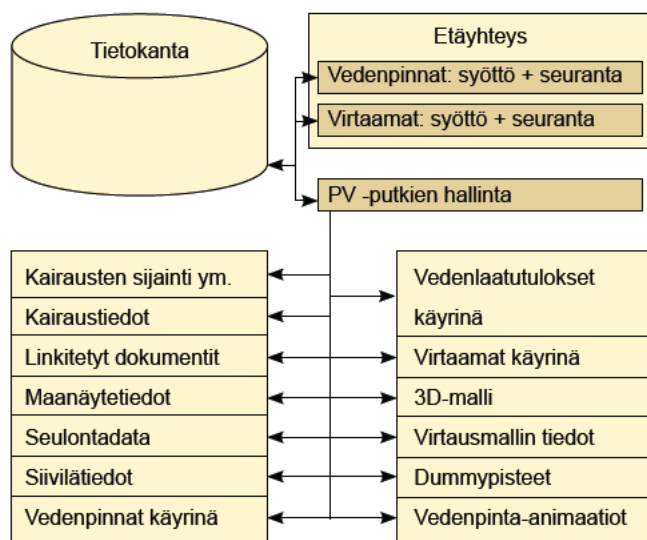 Tietokanta
Etäyhteys
Vedenpinnat: syöttö + seuranta
Virtaamat: syöttö + seuranta
PV -putkien hallinta
Kairausten sijainti ym.
Kairaustiedot
Linkitetyt dokumentit
Maanäytetiedot
Seulontadata
Siivilätiedot
Vedenpinnat käyrinä
Vedenlaatutulokset
käyrinä
Virtaamat käyrinä
3D-malli
Virtausmallin tiedot
Dummypisteet
Vedenpinta-animaatiot